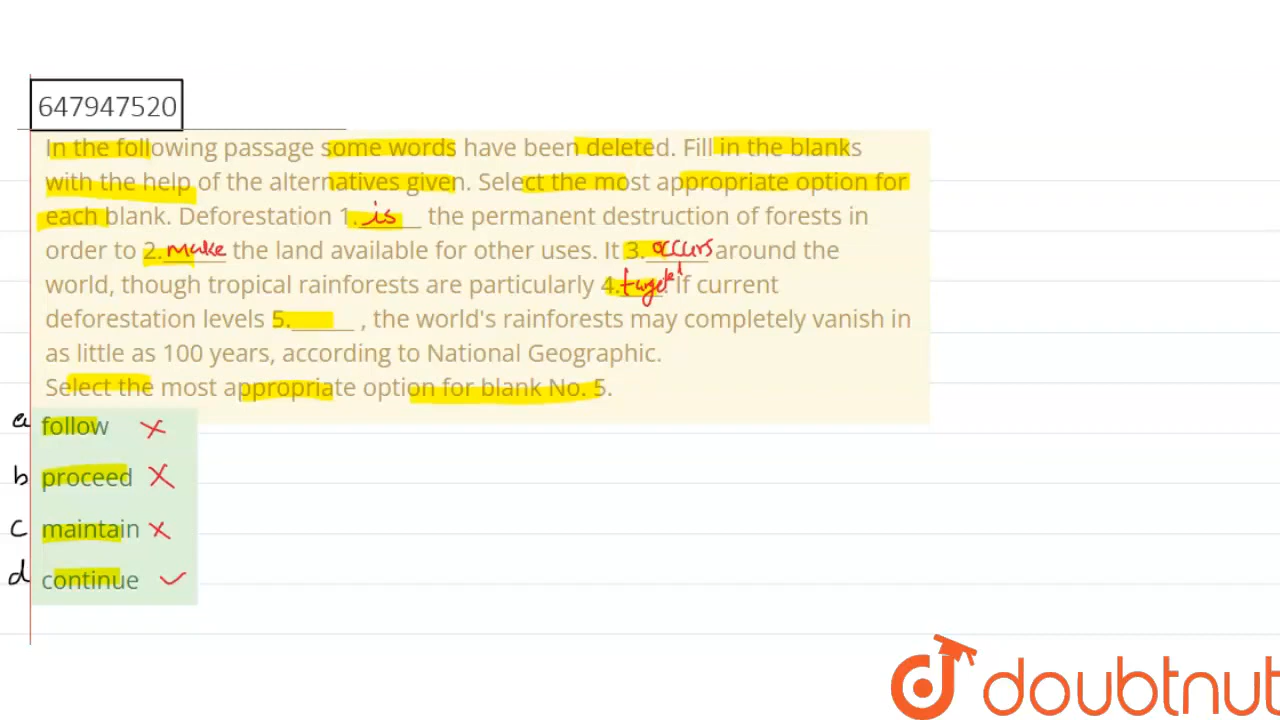 647947520
In the following passage some words have been deleted. Fill in the blanks
with the help of the alternatives given. Select the most appropriate option for
each blank. Deforestation 1. is the permanent destruction of forests in
order to 2. make the land available for other uses. It 3. occurs around the
world, though tropical rainforests are particularly 4. targeted. If current
deforestation levels 5.______ , the world's rainforests may completely vanish in
as little as 100 years, according to National Geographic.
Select the most appropriate option for blank No. 5.
a follow ×
b proceed ×
c maintain ×
d continue ✓
doubtnut